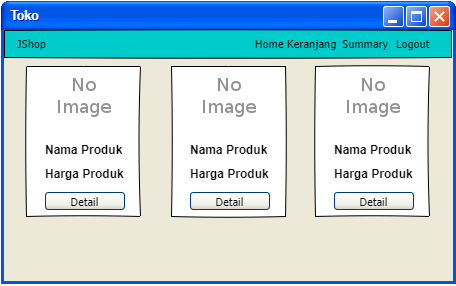 Toko
JShop Home Keranjang Summary Logout
No Image No Image No Image
Nama Produk Nama Produk Nama Produk
Harga Produk Harga Produk Harga Produk
Detail Detail Detail